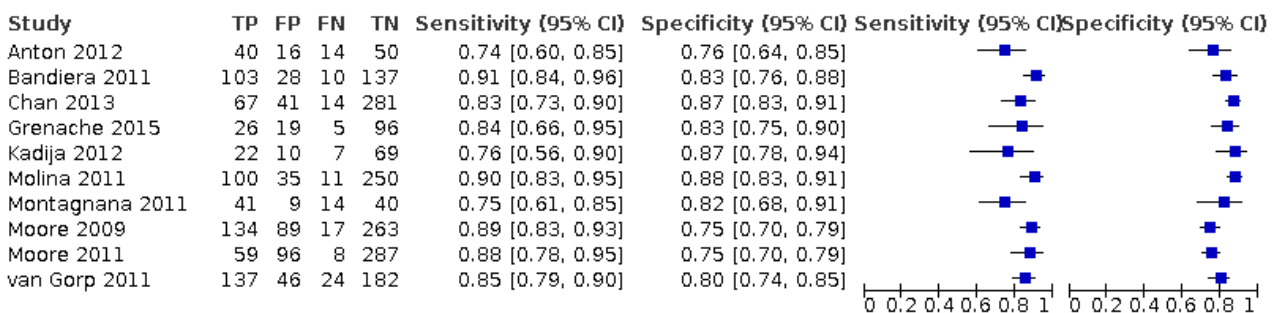 Study TP FP FN TN Sensitivity (95% CI) Specificity (95% CI) Sensitivity (95% CI) Specificity (95% CI)
Anton 2012 40 16 14 50 0.74 [0.60, 0.85] 0.76 [0.64, 0.85]
Bandiera 2011 103 28 10 137 0.91 [0.84, 0.96] 0.83 [0.76, 0.88]
Chan 2013 67 41 14 281 0.83 [0.73, 0.90] 0.87 [0.83, 0.91]
Grenache 2015 26 19 5 96 0.84 [0.66, 0.95] 0.83 [0.75, 0.90]
Kadija 2012 22 10 7 69 0.76 [0.56, 0.90] 0.87 [0.78, 0.94]
Molina 2011 100 35 11 250 0.90 [0.83, 0.95] 0.88 [0.83, 0.91]
Montagnana 2011 41 9 14 40 0.75 [0.61, 0.85] 0.82 [0.68, 0.91]
Moore 2009 134 89 17 263 0.89 [0.83, 0.93] 0.75 [0.70, 0.79]
Moore 2011 59 96 8 287 0.88 [0.78, 0.95] 0.75 [0.70, 0.79]
van Gorp 2011 137 46 24 182 0.85 [0.79, 0.90] 0.80 [0.74, 0.85]
0 0.2 0.4 0.6 0.8 1 0 0.2 0.4 0.6 0.8 1